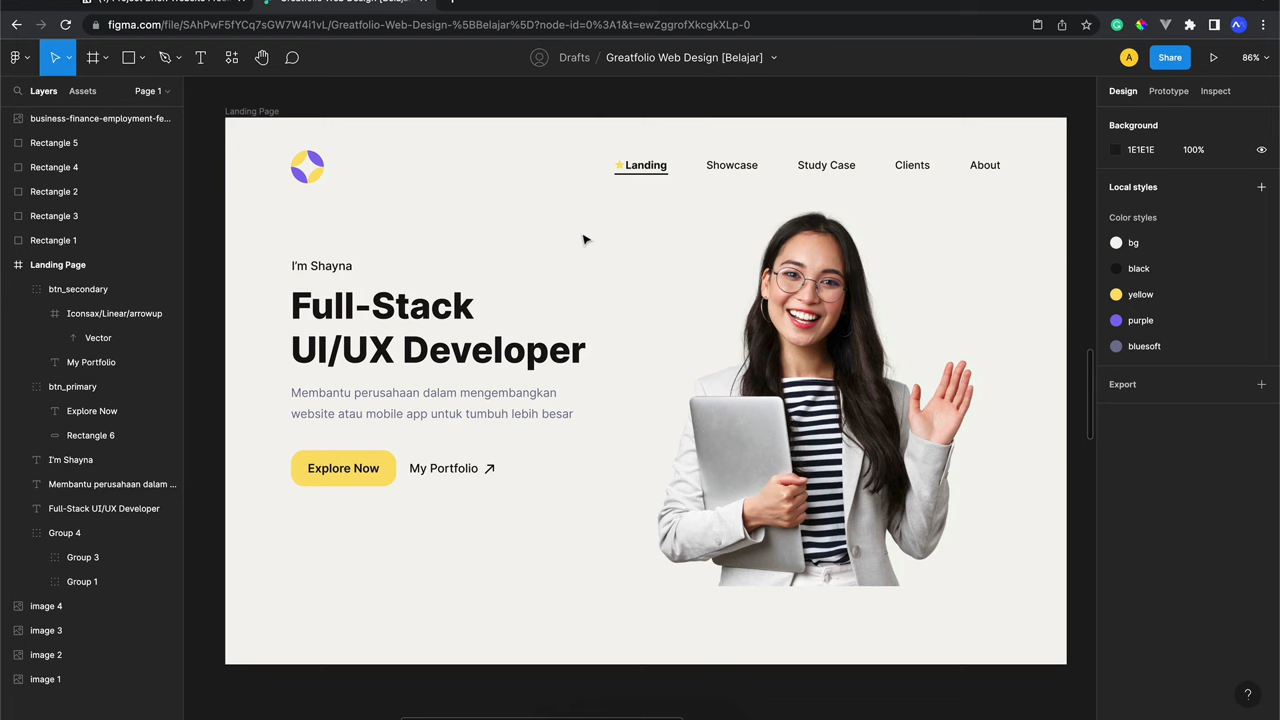 figma.com/file/SAhPwF5fYCq7sGW7W4i1vL/Greatfolio-Web-Design-%5BBelajar%5D?node-id=0%3A1&t=ewZggrofXkcgkXLp-0
Drafts / Greatfolio Web Design [Belajar]
A
Share
86%
Layers
Assets
Page 1
business-finance-employment-fe...
Rectangle 5
Rectangle 4
Rectangle 2
Rectangle 3
Rectangle 1
Landing Page
btn_secondary
Iconsax/Linear/arrowup
Vector
My Portfolio
btn_primary
Explore Now
Rectangle 6
I'm Shayna
Membantu perusahaan dalam ...
Full-Stack UI/UX Developer
Group 4
Group 3
Group 1
image 4
image 3
image 2
image 1
Landing Page
Landing
Showcase
Study Case
Clients
About
I'm Shayna
Full-Stack
UI/UX Developer
Membantu perusahaan dalam mengembangkan
website atau mobile app untuk tumbuh lebih besar
Explore Now
My Portfolio
Design
Prototype
Inspect
Background
1E1E1E
100%
Local styles
Color styles
bg
black
yellow
purple
bluesoft
Export
?